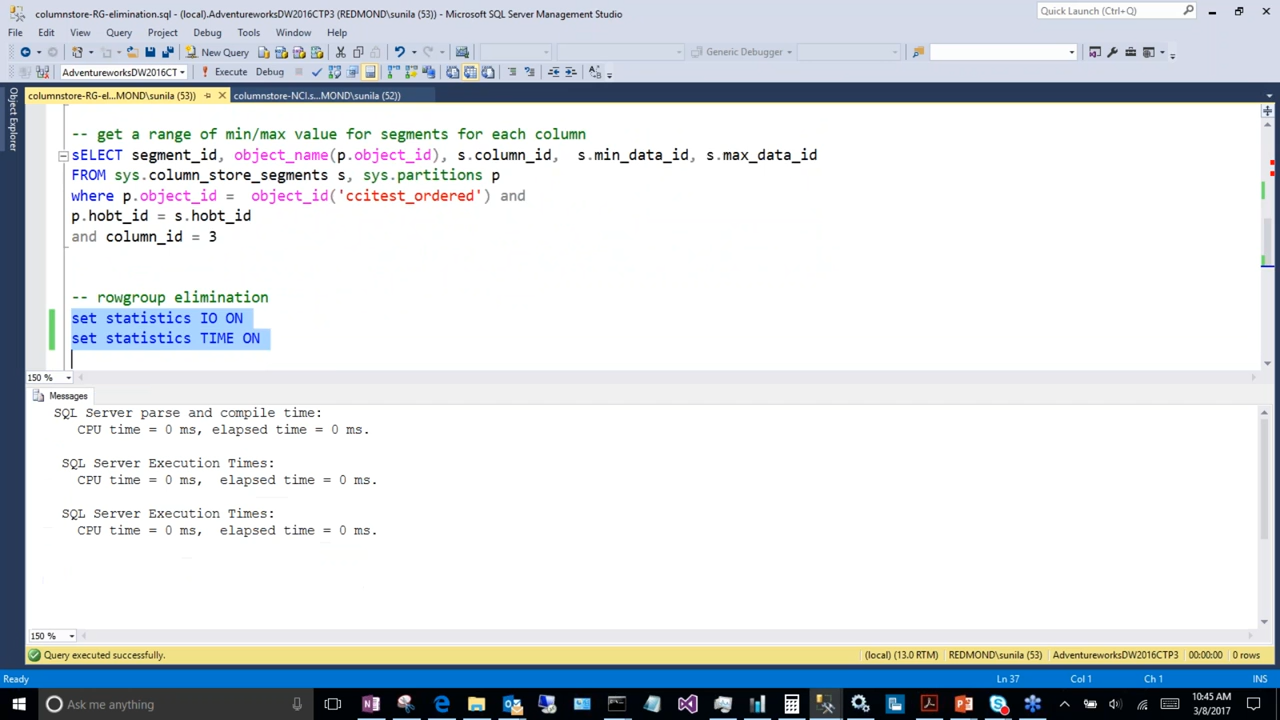 columnstore-RG-elimination.sql - (local).AdventureworksDW2016CTP3 (REDMOND\sunila (53)) - Microsoft SQL Server Management Studio
Quick Launch (Ctrl+Q)
File Edit View Query Project Debug Tools Window Help
New Query
Generic Debugger
AdventureworksDW2016CT
Execute Debug
columnstore-RG-el...MOND\sunila (53))
columnstore-NCI.s...MOND\sunila (52))
Object Explorer
-- get a range of min/max value for segments for each column
sELECT segment_id, object_name(p.object_id), s.column_id,  s.min_data_id, s.max_data_id
FROM sys.column_store_segments s, sys.partitions p
where p.object_id =  object_id('ccitest_ordered') and
p.hobt_id = s.hobt_id
and column_id = 3
-- rowgroup elimination
set statistics IO ON
set statistics TIME ON
150 %
Messages
SQL Server parse and compile time:
CPU time = 0 ms, elapsed time = 0 ms.
SQL Server Execution Times:
CPU time = 0 ms,  elapsed time = 0 ms.
SQL Server Execution Times:
CPU time = 0 ms,  elapsed time = 0 ms.
150 %
Query executed successfully.
(local) (13.0 RTM) REDMOND\sunila (53) AdventureworksDW2016CTP3 00:00:00 0 rows
Ready
Ln 37 Col 1 Ch 1 INS
Ask me anything
10:45 AM
3/8/2017